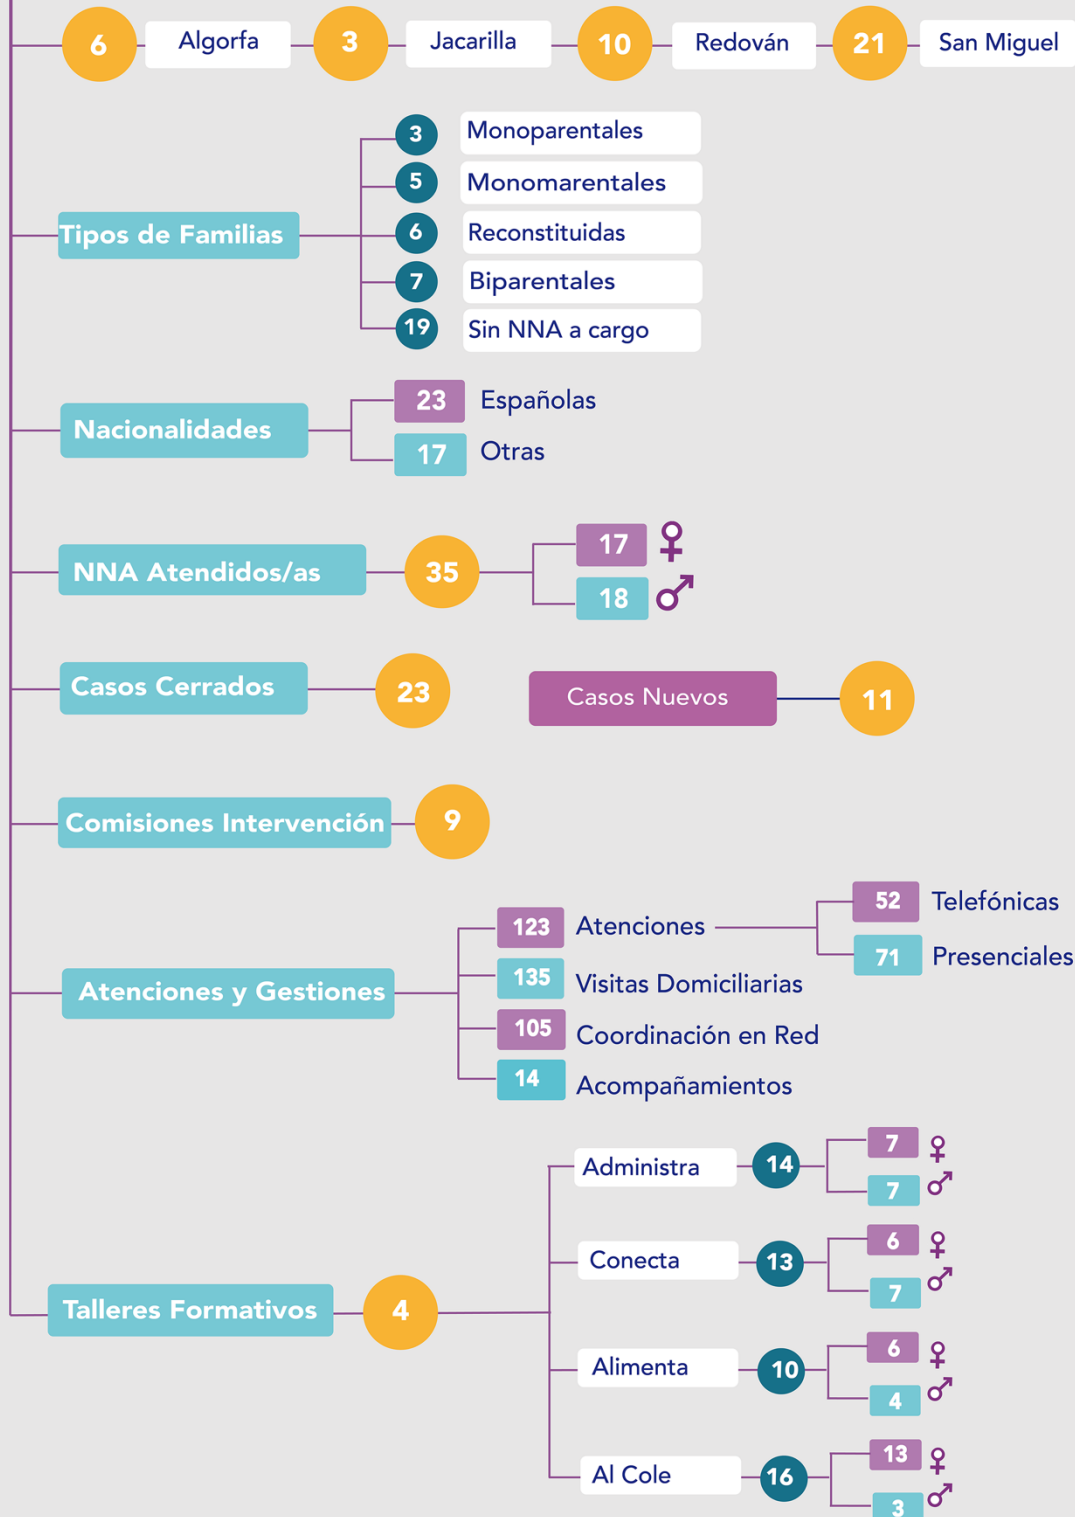 6 Algorfa 3 Jacarilla 10 Redován 21 San Miguel
Tipos de Familias
3 Monoparentales
5 Monomarentales
6 Reconstituidas
7 Biparentales
19 Sin NNA a cargo
Nacionalidades
23 Españolas
17 Otras
NNA Atendidos/as 35
17 ♀
18 ♂
Casos Cerrados 23
Casos Nuevos 11
Comisiones Intervención 9
Atenciones y Gestiones
123 Atenciones
52 Telefónicas
71 Presenciales
135 Visitas Domiciliarias
105 Coordinación en Red
14 Acompañamientos
Talleres Formativos 4
Administra 14
7 ♀
7 ♂
Conecta 13
6 ♀
7 ♂
Alimenta 10
6 ♀
4 ♂
Al Cole 16
13 ♀
3 ♂